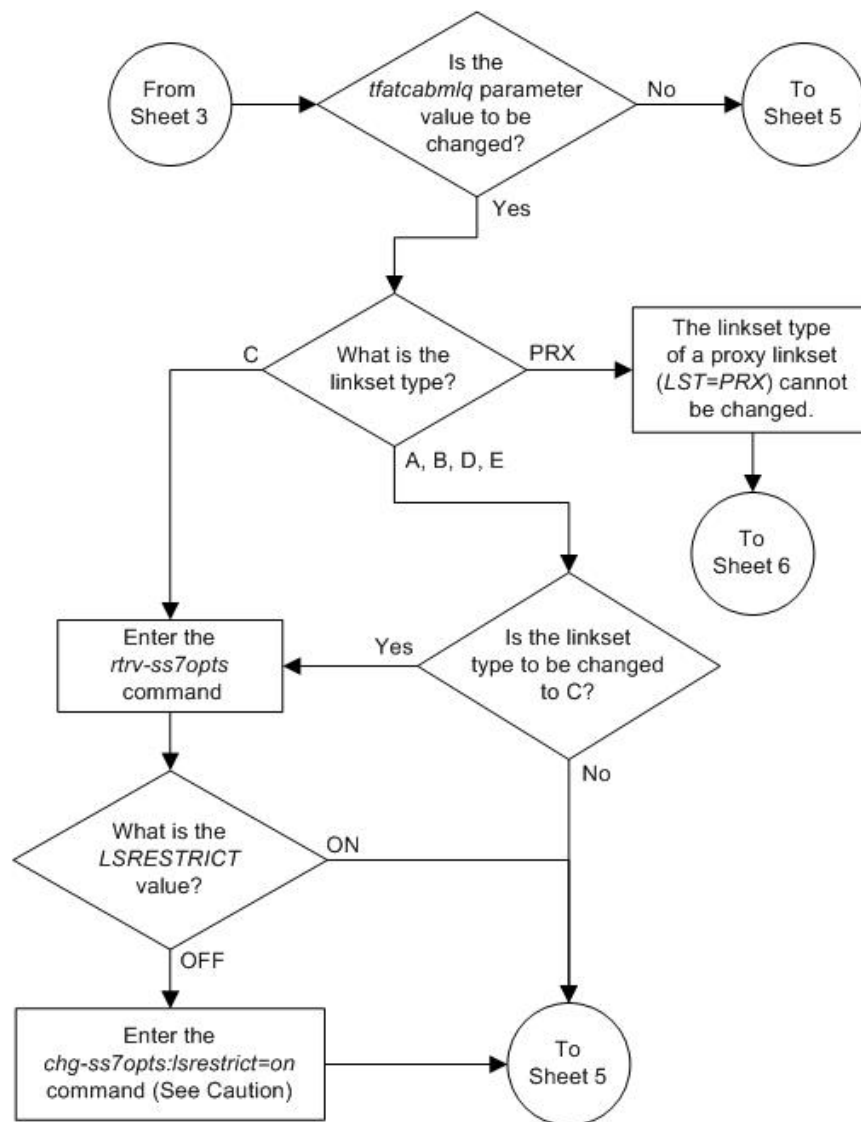 From
Sheet 3
Is the
tfatcabmlq parameter
value to be
changed?
No
To
Sheet 5
Yes
What is the
linkset type?
C
PRX
The linkset type
of a proxy linkset
(LST=PRX) cannot
be changed.
A, B, D, E
To
Sheet 6
Enter the
rtrv-ss7opts
command
Yes
Is the linkset
type to be changed
to C?
No
What is the
LSRESTRICT
value?
ON
OFF
Enter the
chg-ss7opts:lsrestrict=on
command (See Caution)
To
Sheet 5